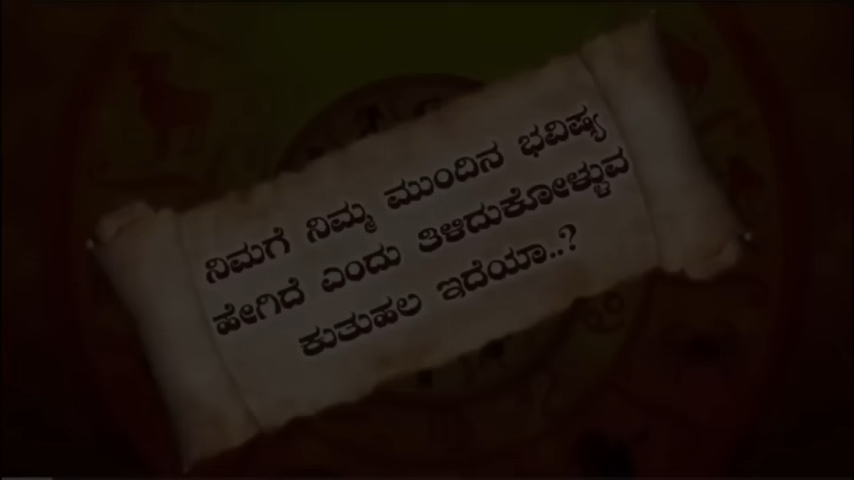 ನಿಮಗೆ ನಿಮ್ಮ ಮುಂದಿನ ಭವಿಷ್ಯ
ಹೇಗಿದೆ ಎಂದು ತಿಳಿದುಕೋಳ್ಳುವ
ಕುತುಹಲ ಇದೆಯಾ..?